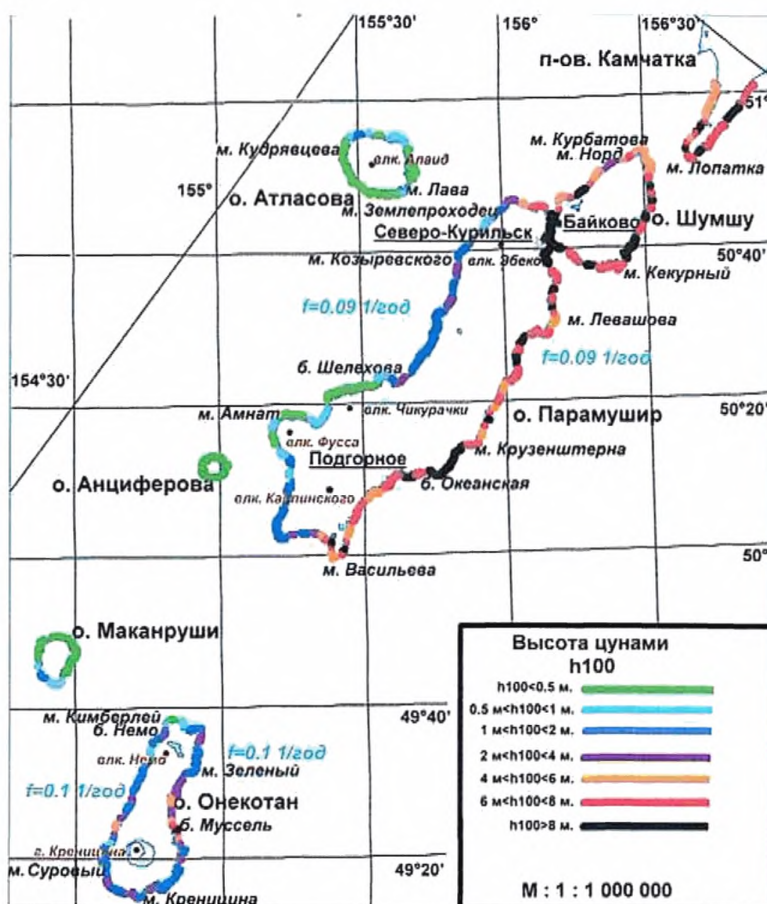 155°30'
156°
156°30'
п-ов. Камчатка
51°
м. Курбатова
м. Норд
м. Кудрявцева
влк. Алаид
м. Лопатка
155°
м. Лава
о. Атласова
м. Землепроходец
Байково
о. Шумшу
Северо-Курильск
50°40'
м. Козыревского
влк. Эбеко
м. Кекурный
f=0.09 1/год
м. Левашова
f=0.09 1/год
б. Шелехова
154°30'
влк. Чикурачки
50°20'
м. Амнат
о. Парамушир
влк. Фусса
м. Крузенштерна
Подгорное
о. Анциферова
б. Океанская
влк. Карпинского
50°
м. Васильева
о. Маканруши
Высота цунами
h100
h100<0.5 м.
0.5 м<h100<1 м.
1 м<h100<2 м.
2 м<h100<4 м.
4 м<h100<6 м.
6 м<h100<8 м.
h100>8 м.
М : 1 : 1 000 000
м. Кимберлей
49°40'
б. Немо
f=0.1 1/год
влк. Немо
м. Зеленый
f=0.1 1/год
о. Онекотан
б. Муссель
г. Креницина
м. Суровый
49°20'
м. Креницина